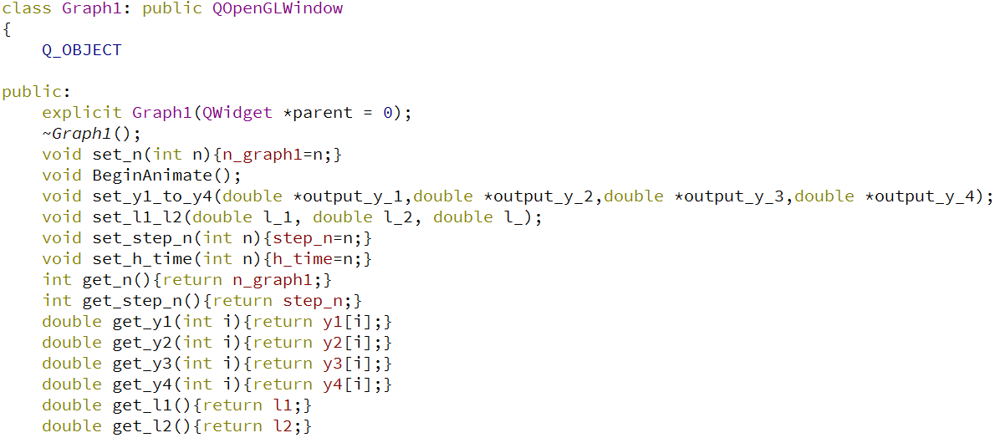 class Graph1: public QOpenGLWindow
{
    Q_OBJECT

public:
    explicit Graph1(QWidget *parent = 0);
    ~Graph1();
    void set_n(int n){n_graph1=n;}
    void BeginAnimate();
    void set_y1_to_y4(double *output_y_1,double *output_y_2,double *output_y_3,double *output_y_4);
    void set_l1_l2(double l_1, double l_2, double l_);
    void set_step_n(int n){step_n=n;}
    void set_h_time(int n){h_time=n;}
    int get_n(){return n_graph1;}
    int get_step_n(){return step_n;}
    double get_y1(int i){return y1[i];}
    double get_y2(int i){return y2[i];}
    double get_y3(int i){return y3[i];}
    double get_y4(int i){return y4[i];}
    double get_l1(){return l1;}
    double get_l2(){return l2;}